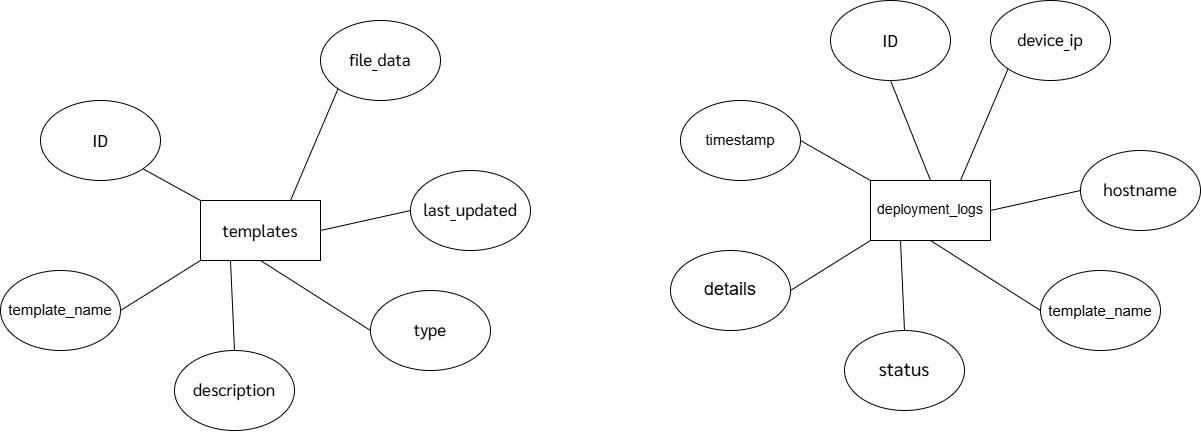 file_data
ID
last_updated
templates
template_name
type
description
ID
device_ip
timestamp
hostname
deployment_logs
details
template_name
status